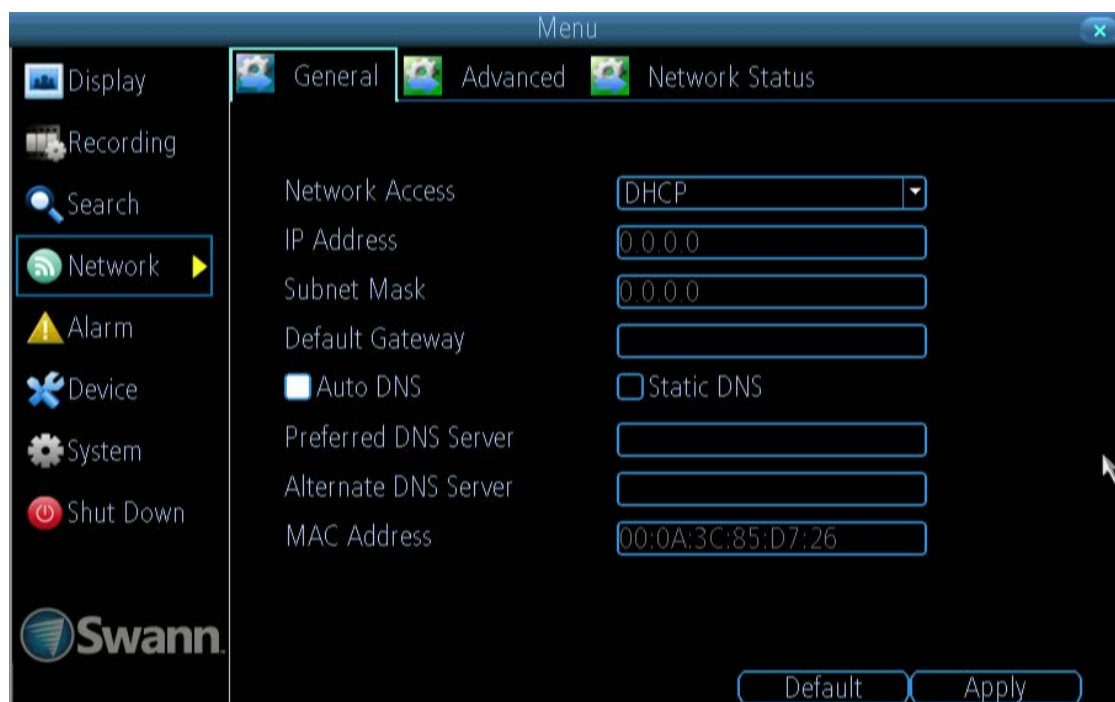 Menu
Display
Recording
Search
Network
Alarm
Device
System
Shut Down
Swann.
General Advanced Network Status
Network Access DHCP
IP Address 0.0.0.0
Subnet Mask 0.0.0.0
Default Gateway
Auto DNS Static DNS
Preferred DNS Server
Alternate DNS Server
MAC Address 00:0A:3C:85:D7:26
Default Apply